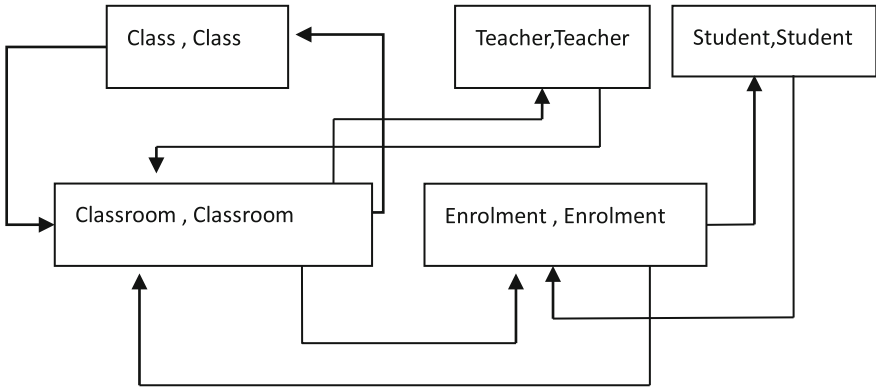 Class , Class
Teacher,Teacher
Student,Student
Classroom , Classroom
Enrolment , Enrolment